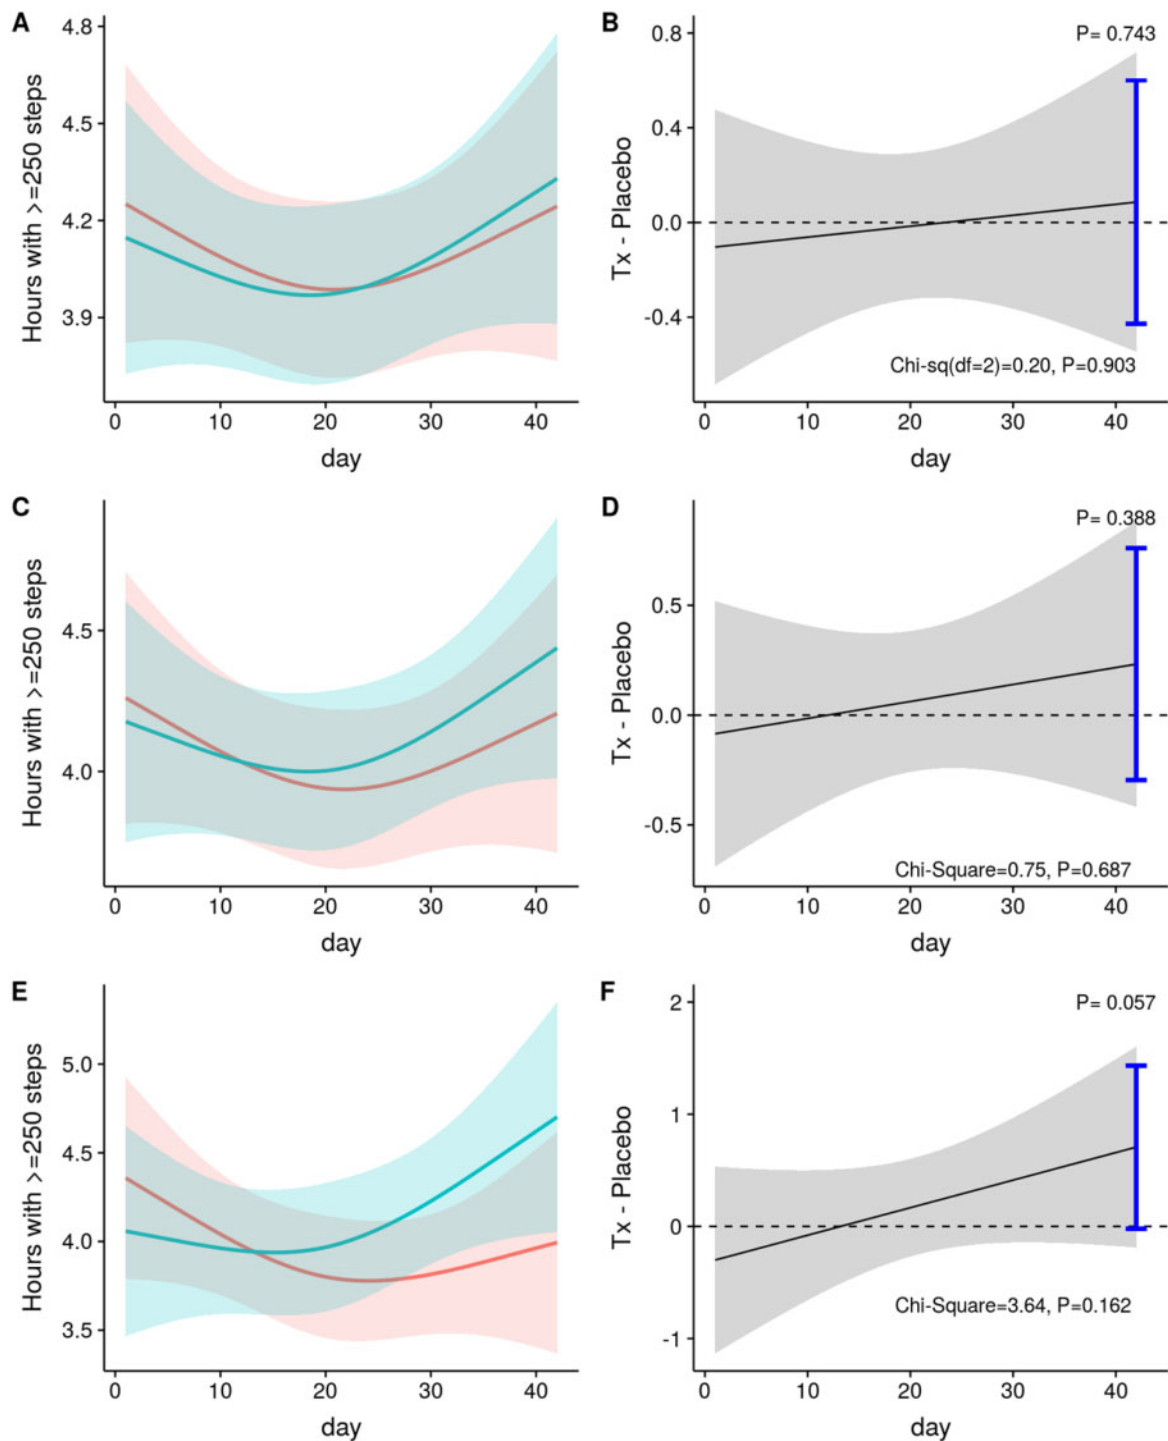 A
Hours with >=250 steps
4.8
4.5
4.2
3.9
0 10 20 30 40
day
B
Tx - Placebo
0.8
0.4
0.0
-0.4
P= 0.743
Chi-sq(df=2)=0.20, P=0.903
0 10 20 30 40
day
C
Hours with >=250 steps
4.5
4.0
0 10 20 30 40
day
D
Tx - Placebo
0.5
0.0
-0.5
P= 0.388
Chi-Square=0.75, P=0.687
0 10 20 30 40
day
E
Hours with >=250 steps
5.0
4.5
4.0
3.5
0 10 20 30 40
day
F
Tx - Placebo
2
1
0
-1
P= 0.057
Chi-Square=3.64, P=0.162
0 10 20 30 40
day